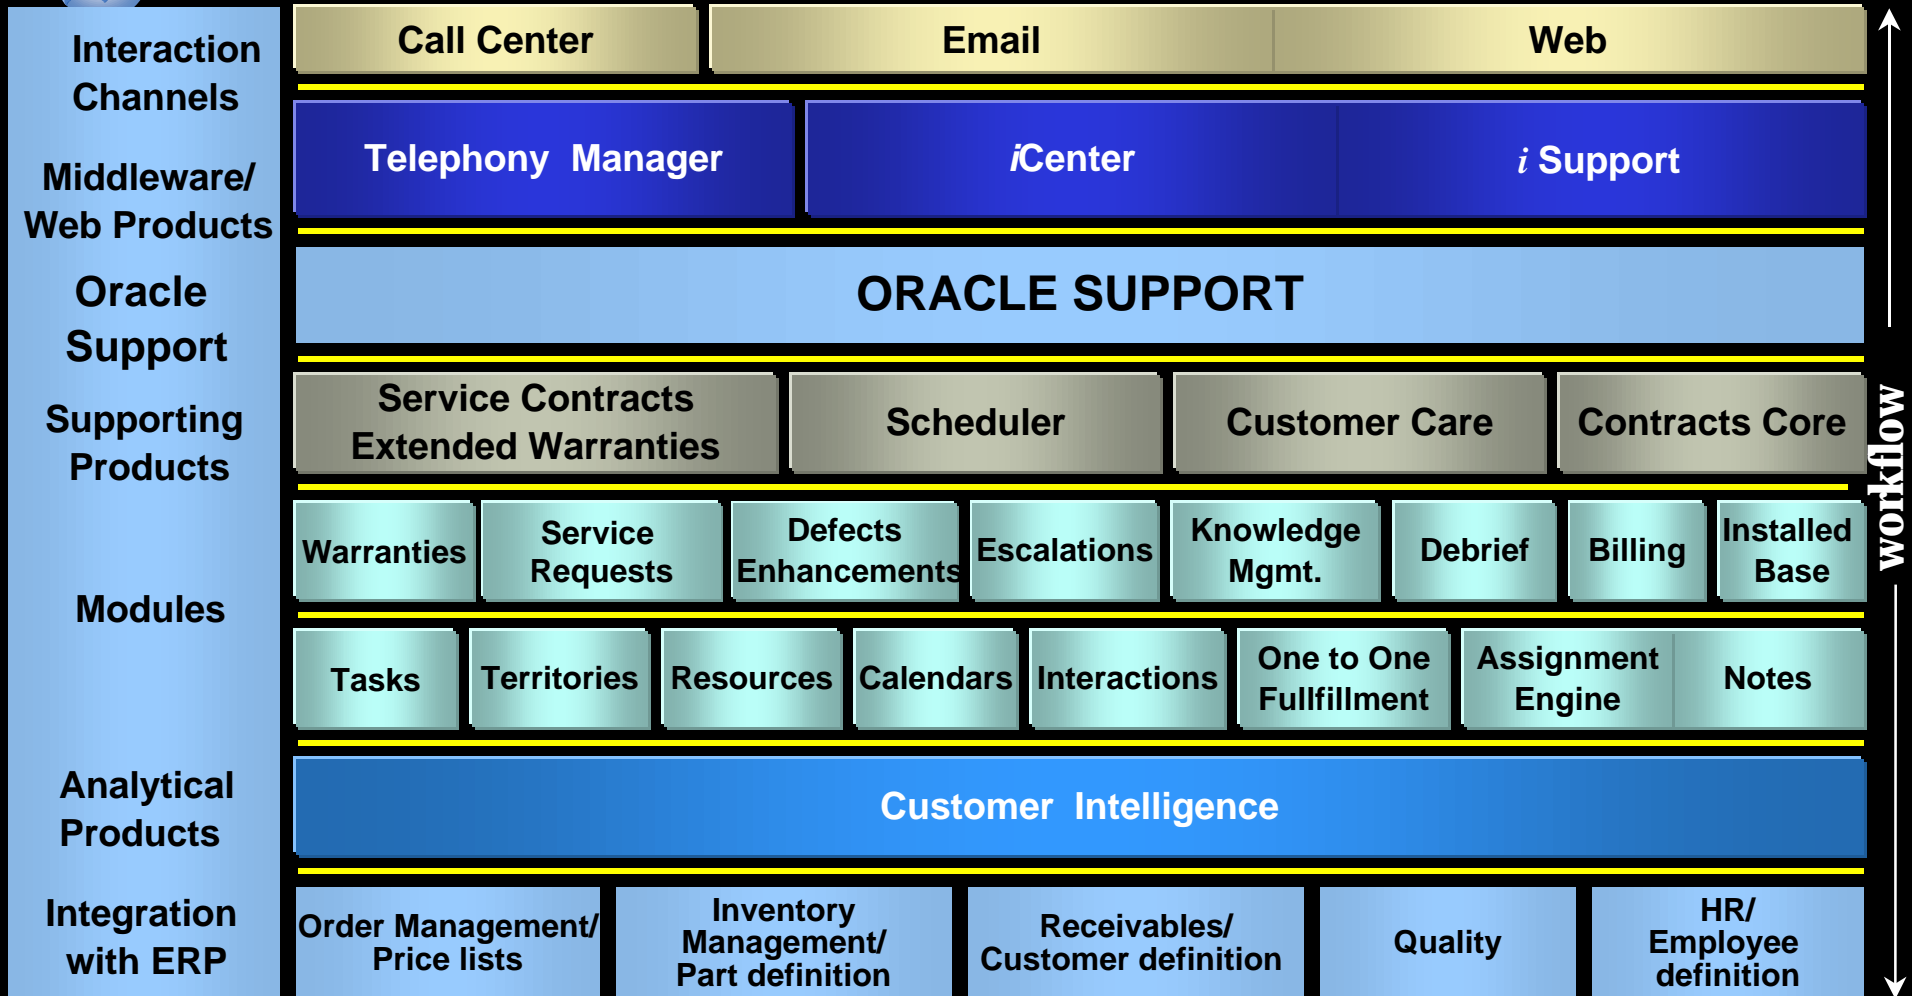 Interaction
Channels
Call Center
Email
Web
Middleware/
Web Products
Telephony Manager
iCenter
i Support
Oracle
Support
ORACLE SUPPORT
Supporting
Products
Service Contracts
Extended Warranties
Scheduler
Customer Care
Contracts Core
Modules
Warranties
Service
Requests
Defects
Enhancements
Escalations
Knowledge
Mgmt.
Debrief
Billing
Installed
Base
Tasks
Territories
Resources
Calendars
Interactions
One to One
Fullfillment
Assignment
Engine
Notes
Analytical
Products
Customer Intelligence
Integration
with ERP
Order Management/
Price lists
Inventory
Management/
Part definition
Receivables/
Customer definition
Quality
HR/
Employee
definition
workflow